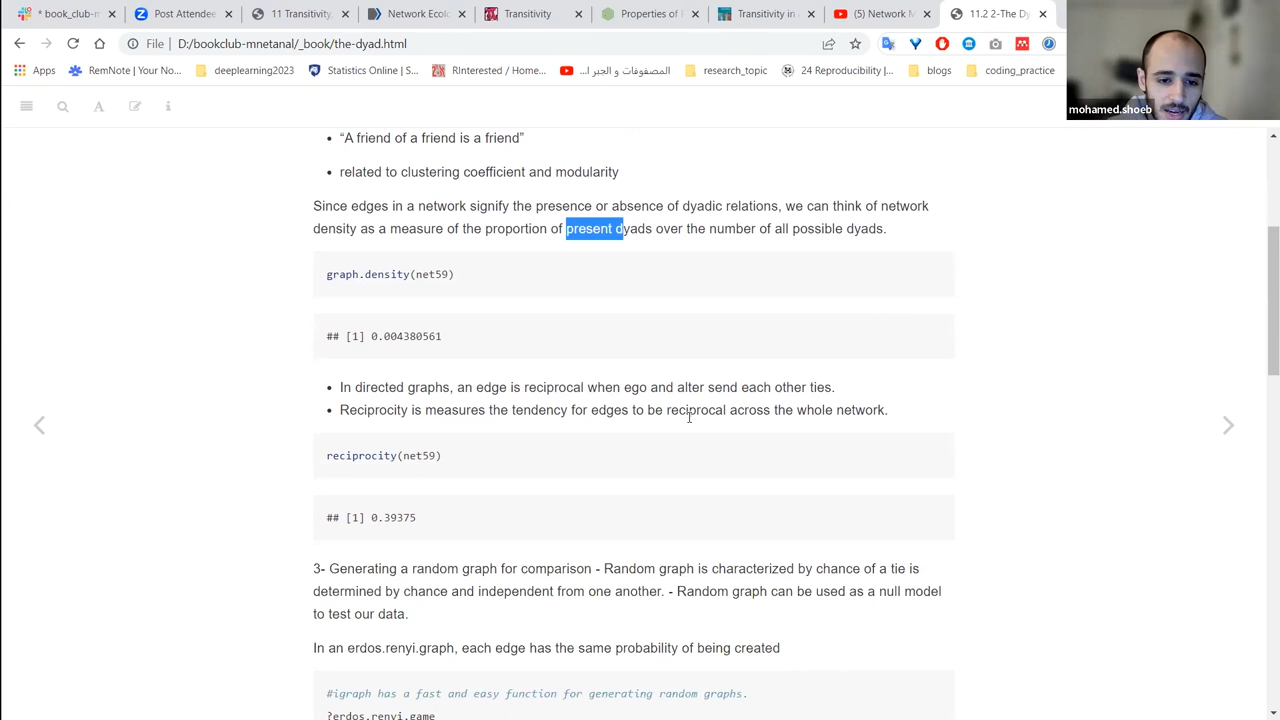 * book_club-m
Post Attendee
11 Transitivity,
Network Ecolo
Transitivity
Properties of R
Transitivity in
(5) Network M
11.2 2-The Dy
File
D:/bookclub-mnetanal/_book/the-dyad.html
Apps
RemNote | Your No...
deeplearning2023
Statistics Online | S...
RInterested / Home...
المصفوفات و الجبر ا...
research_topic
24 Reproducibility |...
blogs
coding_practice
mohamed.shoeb
• “A friend of a friend is a friend”
• related to clustering coefficient and modularity
Since edges in a network signify the presence or absence of dyadic relations, we can think of network
density as a measure of the proportion of present dyads over the number of all possible dyads.
graph.density(net59)
## [1] 0.004380561
• In directed graphs, an edge is reciprocal when ego and alter send each other ties.
• Reciprocity is measures the tendency for edges to be reciprocal across the whole network.
reciprocity(net59)
## [1] 0.39375
3- Generating a random graph for comparison - Random graph is characterized by chance of a tie is
determined by chance and independent from one another. - Random graph can be used as a null model
to test our data.
In an erdos.renyi.graph, each edge has the same probability of being created
#igraph has a fast and easy function for generating random graphs.
?erdos.renyi.game